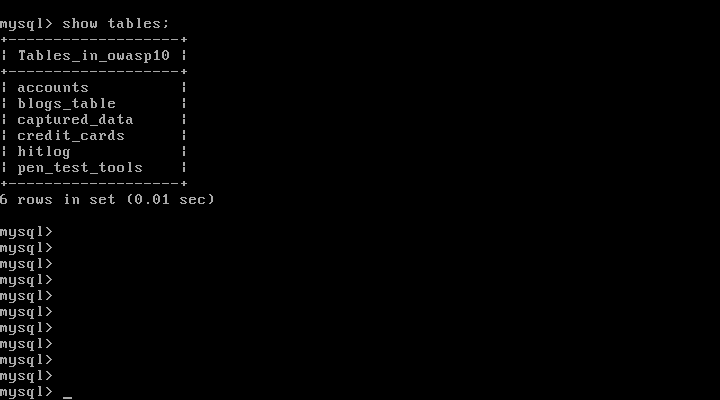 mysql> show tables;
+-------------------+
| Tables_in_owasp10 |
+-------------------+
| accounts          |
| blogs_table       |
| captured_data     |
| credit_cards      |
| hitlog            |
| pen_test_tools    |
+-------------------+
6 rows in set (0.01 sec)
mysql>
mysql>
mysql>
mysql>
mysql>
mysql>
mysql>
mysql>
mysql>
mysql>
mysql> _